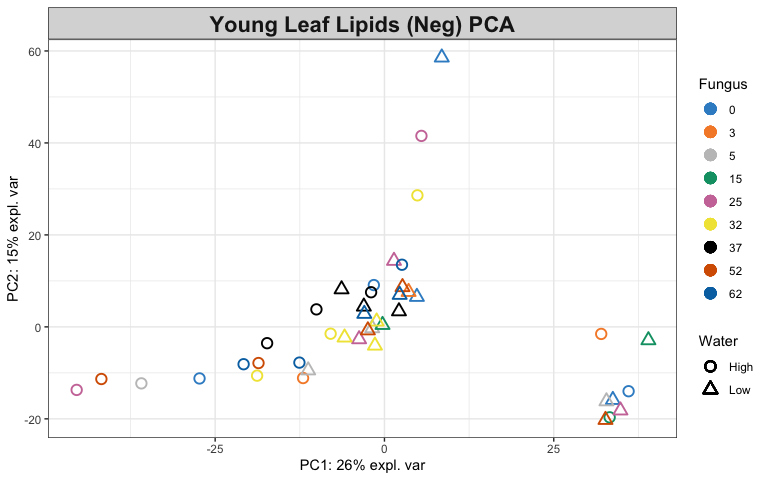 Young Leaf Lipids (Neg) PCA
60
40
20
0
-20
-25
0
25
PC1: 26% expl. var
PC2: 15% expl. var
Fungus
0
3
5
15
25
32
37
52
62
Water
High
Low